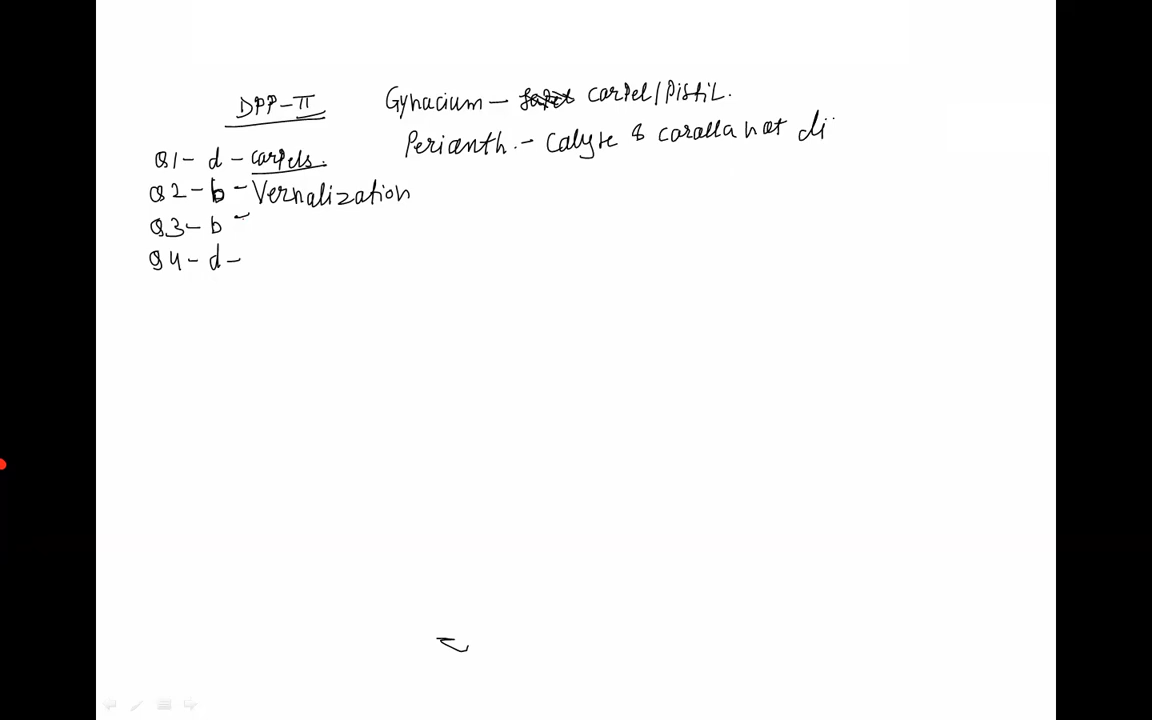 DPP-II
Gynacium - carpel/Pistil.
Perianth. - Calyx & corolla not di
Q1 - d - carpels.
Q2 - b - Vernalization
Q3 - b -
Q4 - d -